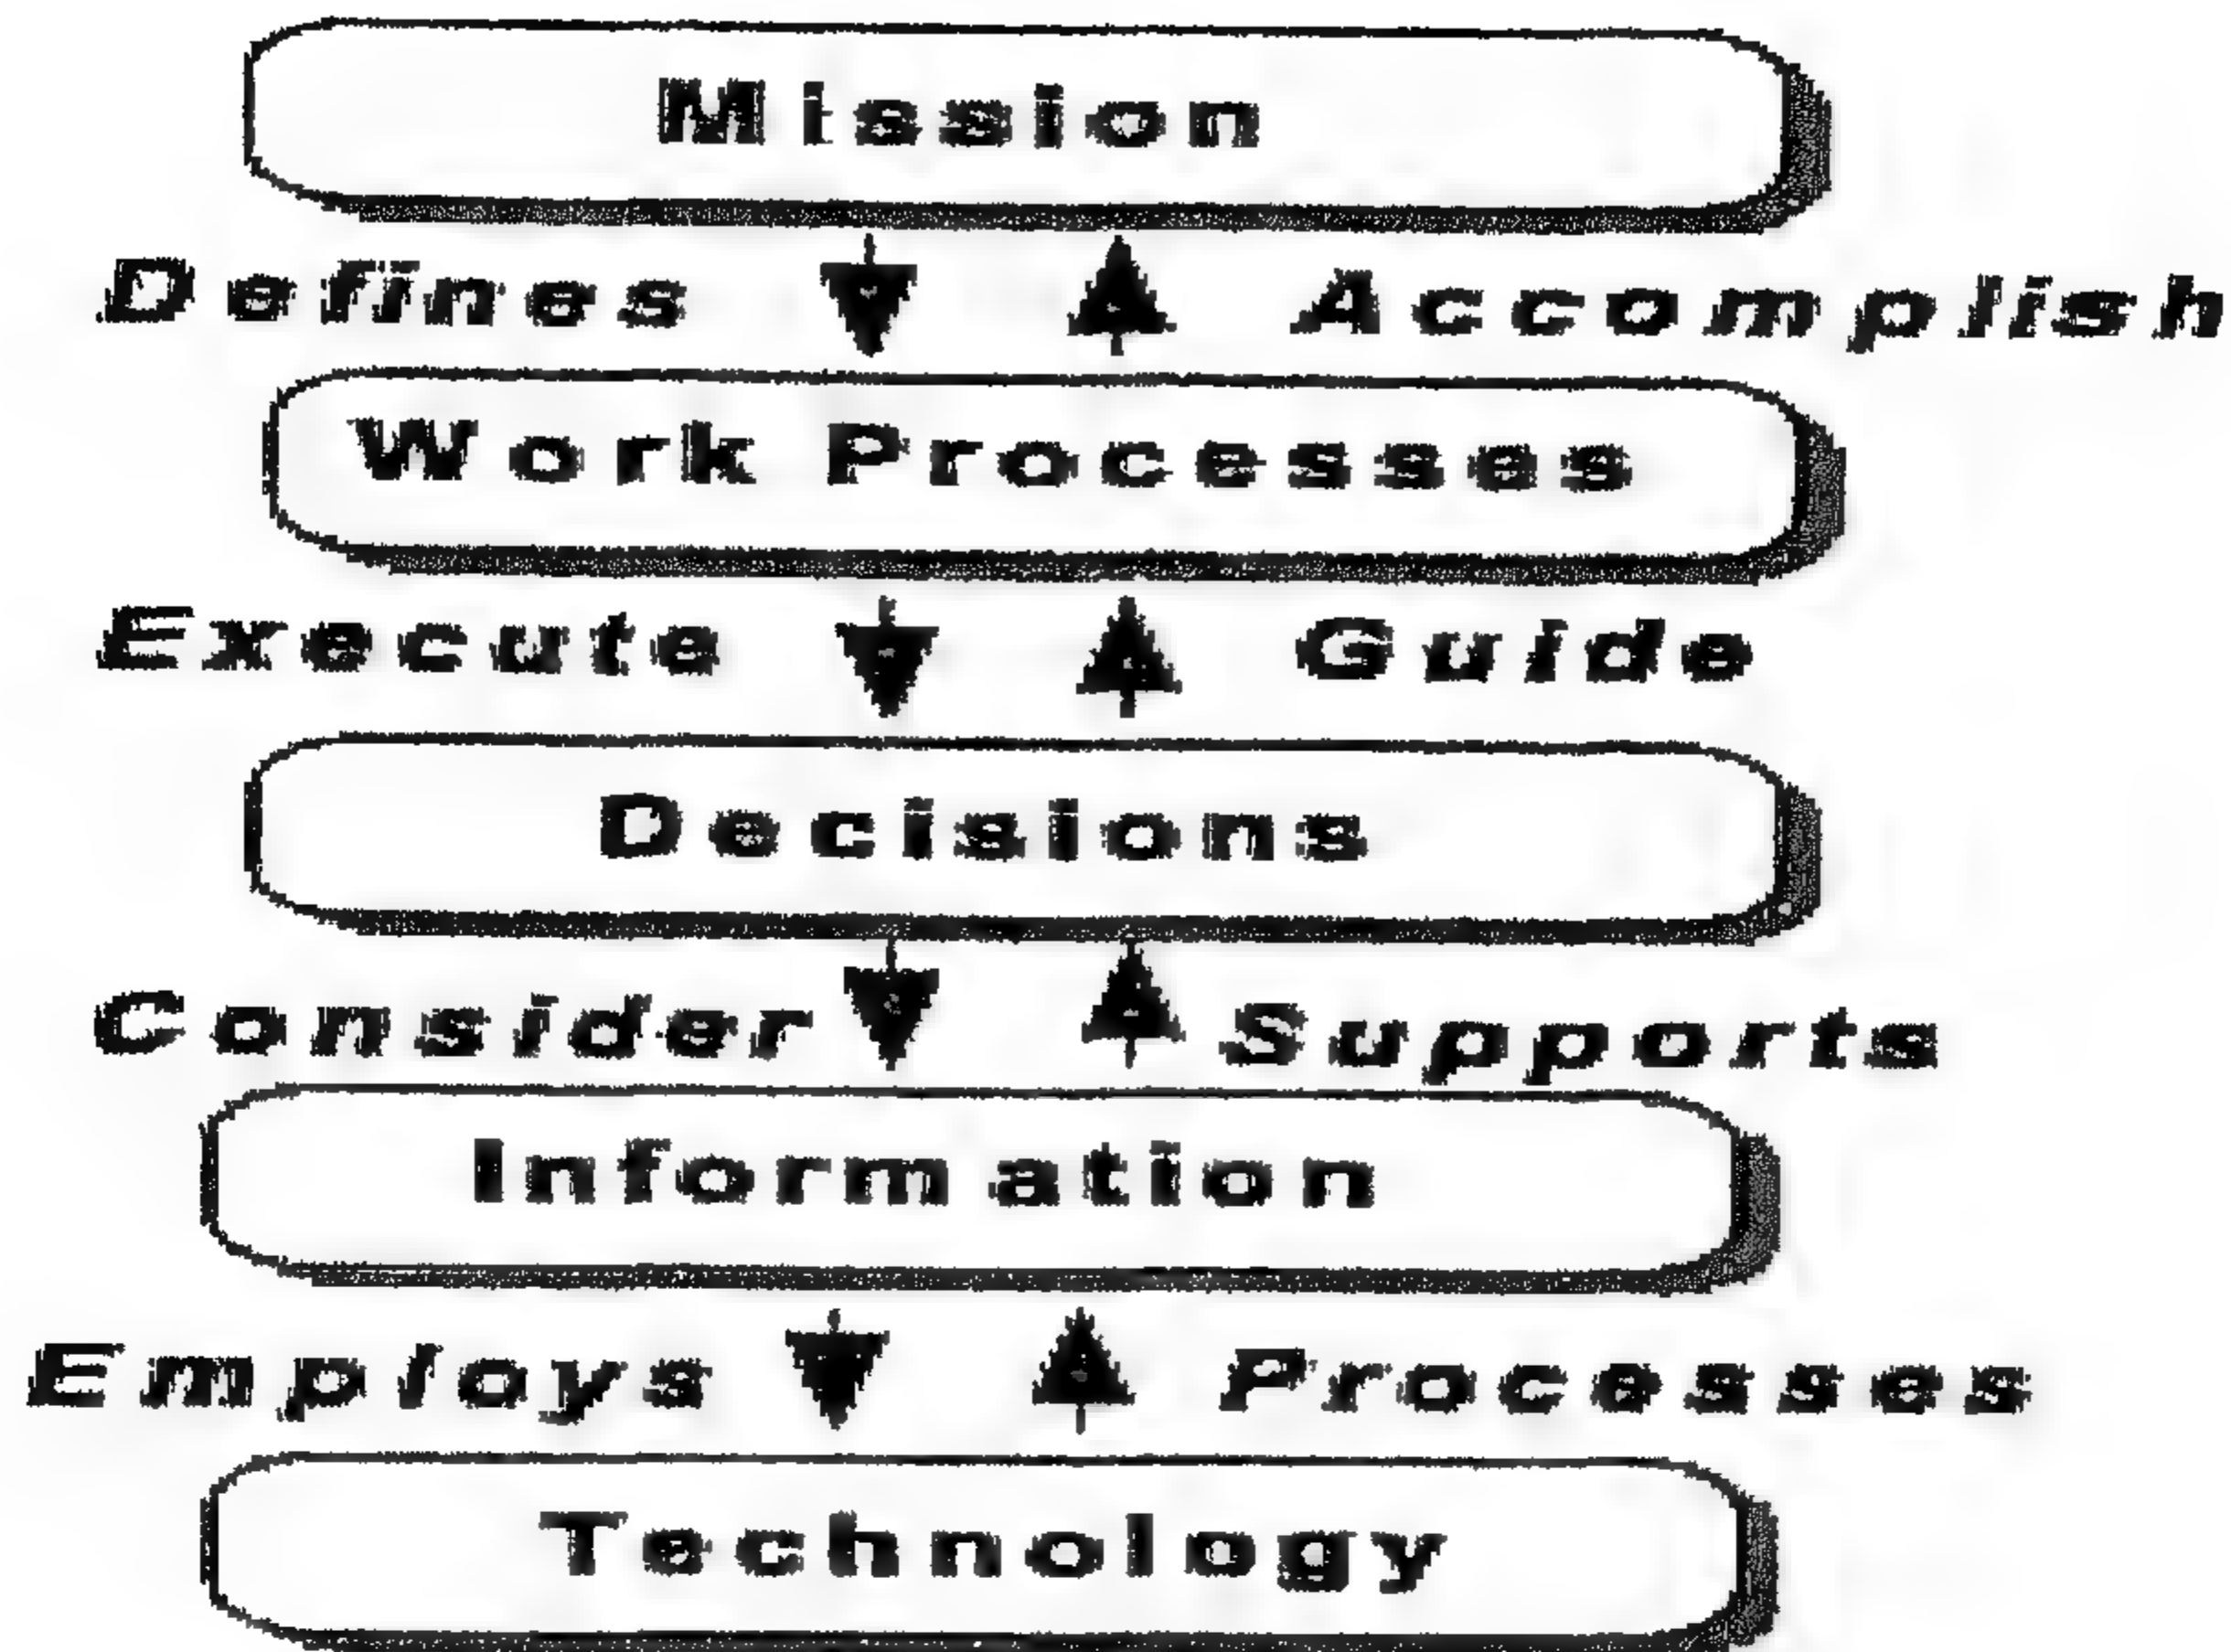 Mission
Defines Accomplish
Work Processes
Execute Guide
Decisions
Consider Supports
Information
Employs Processes
Technology